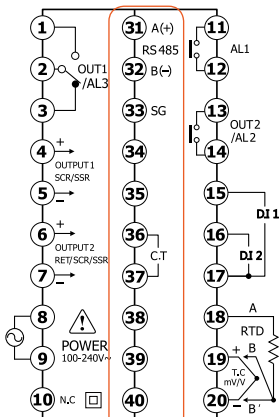 1
2
3
4
5
6
7
8
9
10
OUT1
/AL3
+
OUTPUT1
SCR/SSR
−
+
OUTPUT2
RET/SCR/SSR
−
POWER
100-240V~
N.C
31
32
33
34
35
36
37
38
39
40
A(+)
RS485
B(−)
SG
C.T
11
12
13
14
15
16
17
18
19
20
AL1
OUT2
/AL2
D.I 1
D.I 2
A
RTD
+
B
T.C
mV/V
−
B'